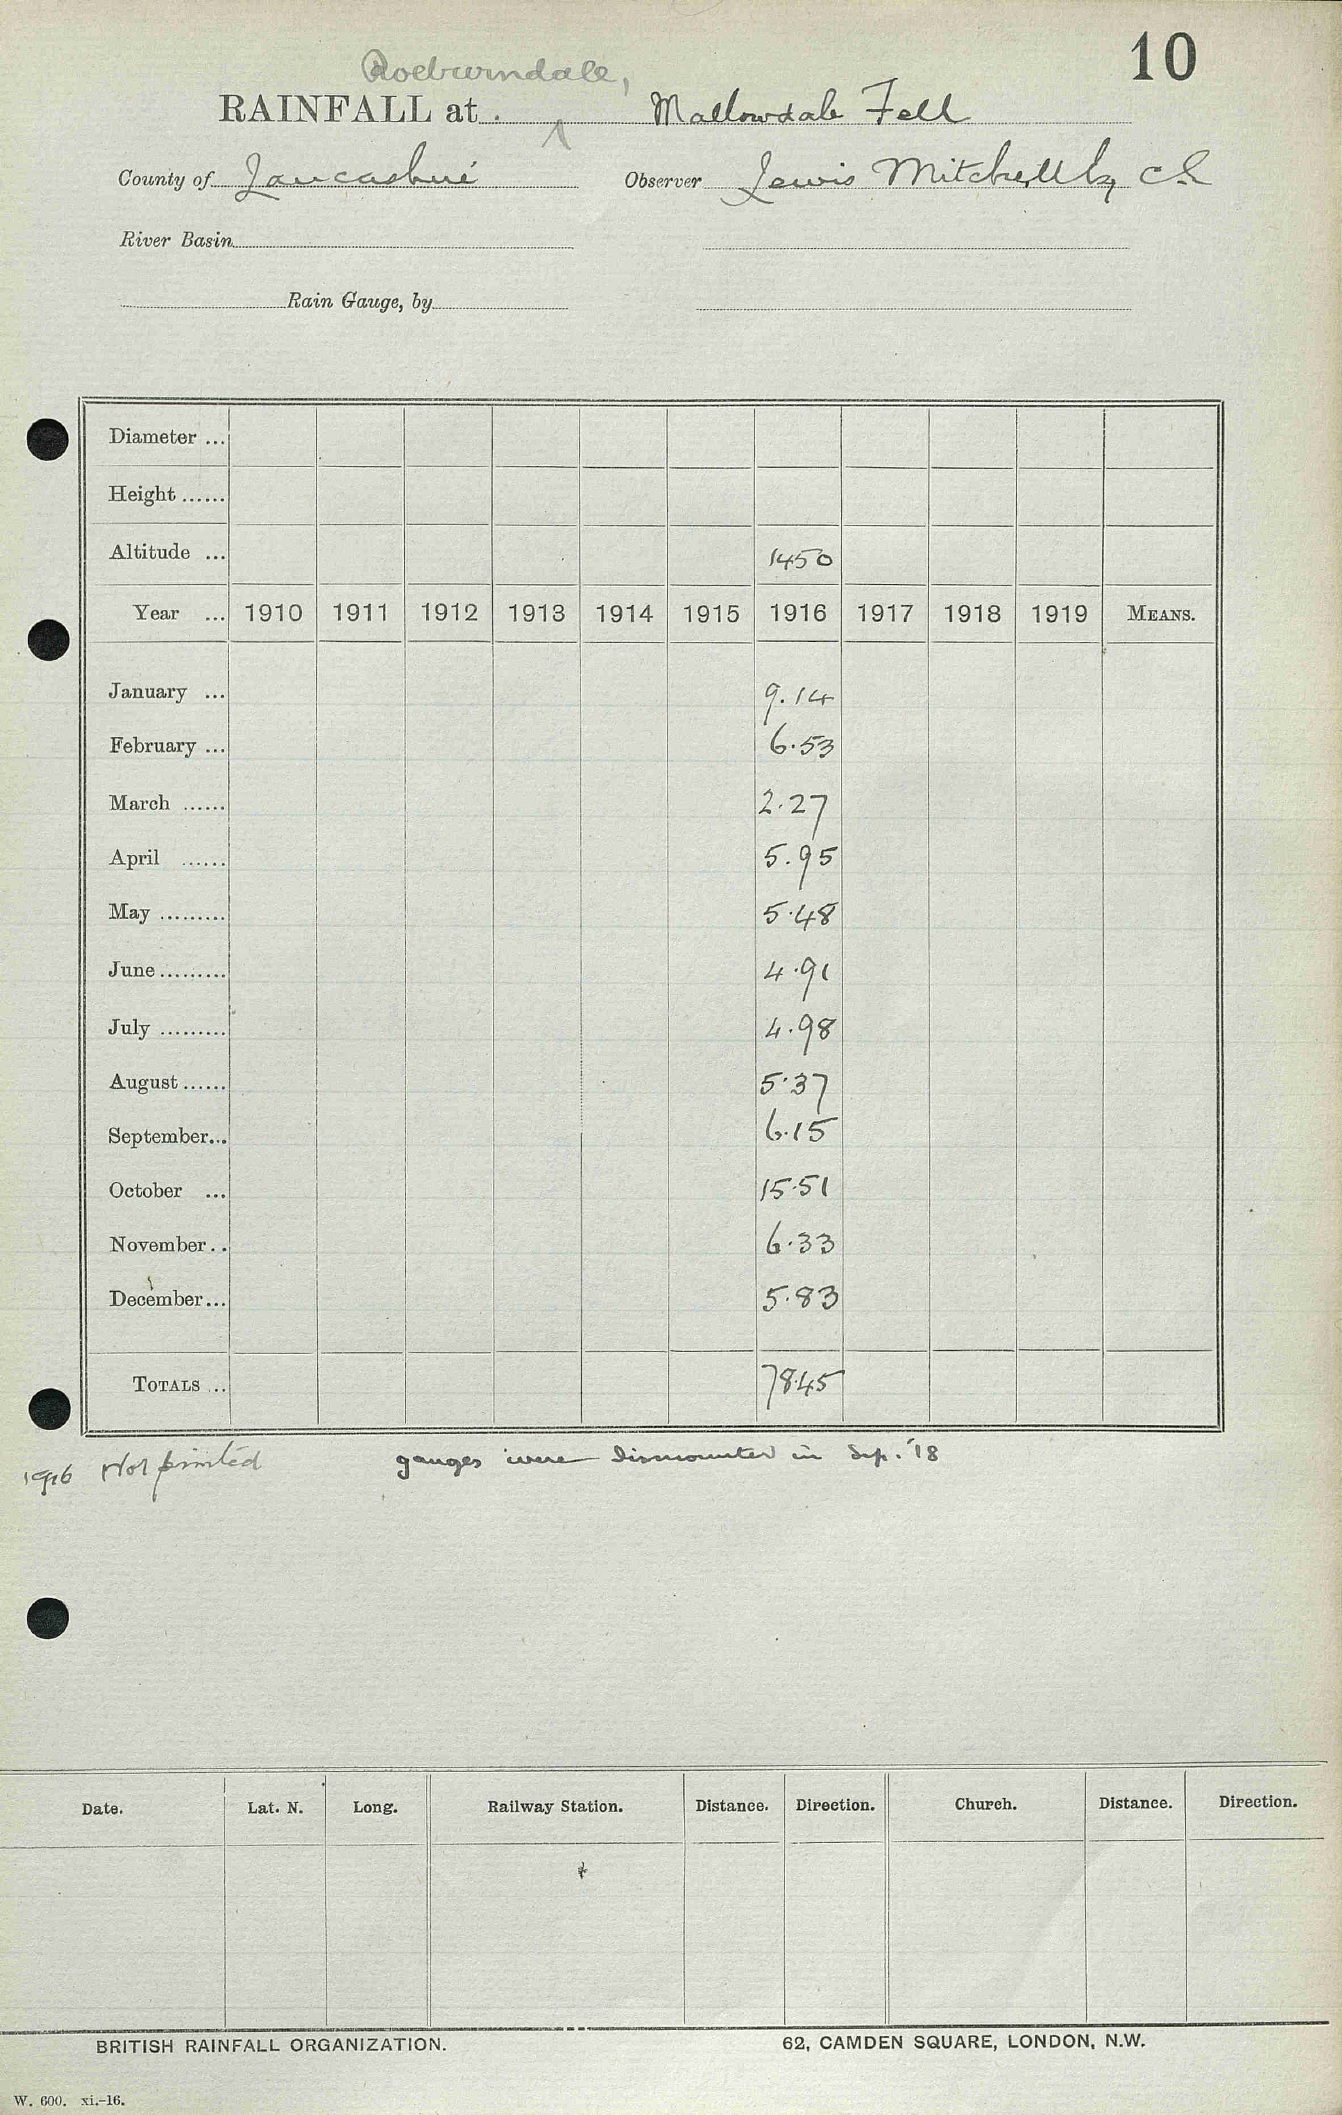 10
Roeburndale,
RAINFALL at Mallowdale Fell
County of Lancashire Observer Lewis Mitchell Esq C.E.
River Basin
Rain Gauge, by
Diameter ...
Height ......
Altitude ... 1450
Year ... 1910 1911 1912 1913 1914 1915 1916 1917 1918 1919 MEANS.
January ... 9.14
February ... 6.53
March ...... 2.27
April ...... 5.95
May ......... 5.48
June ......... 4.91
July ......... 4.98
August ...... 5.37
September... 6.15
October ... 15.51
November .. 6.33
December... 5.83
TOTALS ... 78.45
1916 Not printed gauges were dismounted in Sep. '18
Date. Lat. N. Long. Railway Station. Distance. Direction. Church. Distance. Direction.
BRITISH RAINFALL ORGANIZATION. 62, CAMDEN SQUARE, LONDON, N.W.
W. 600. xi.-16.